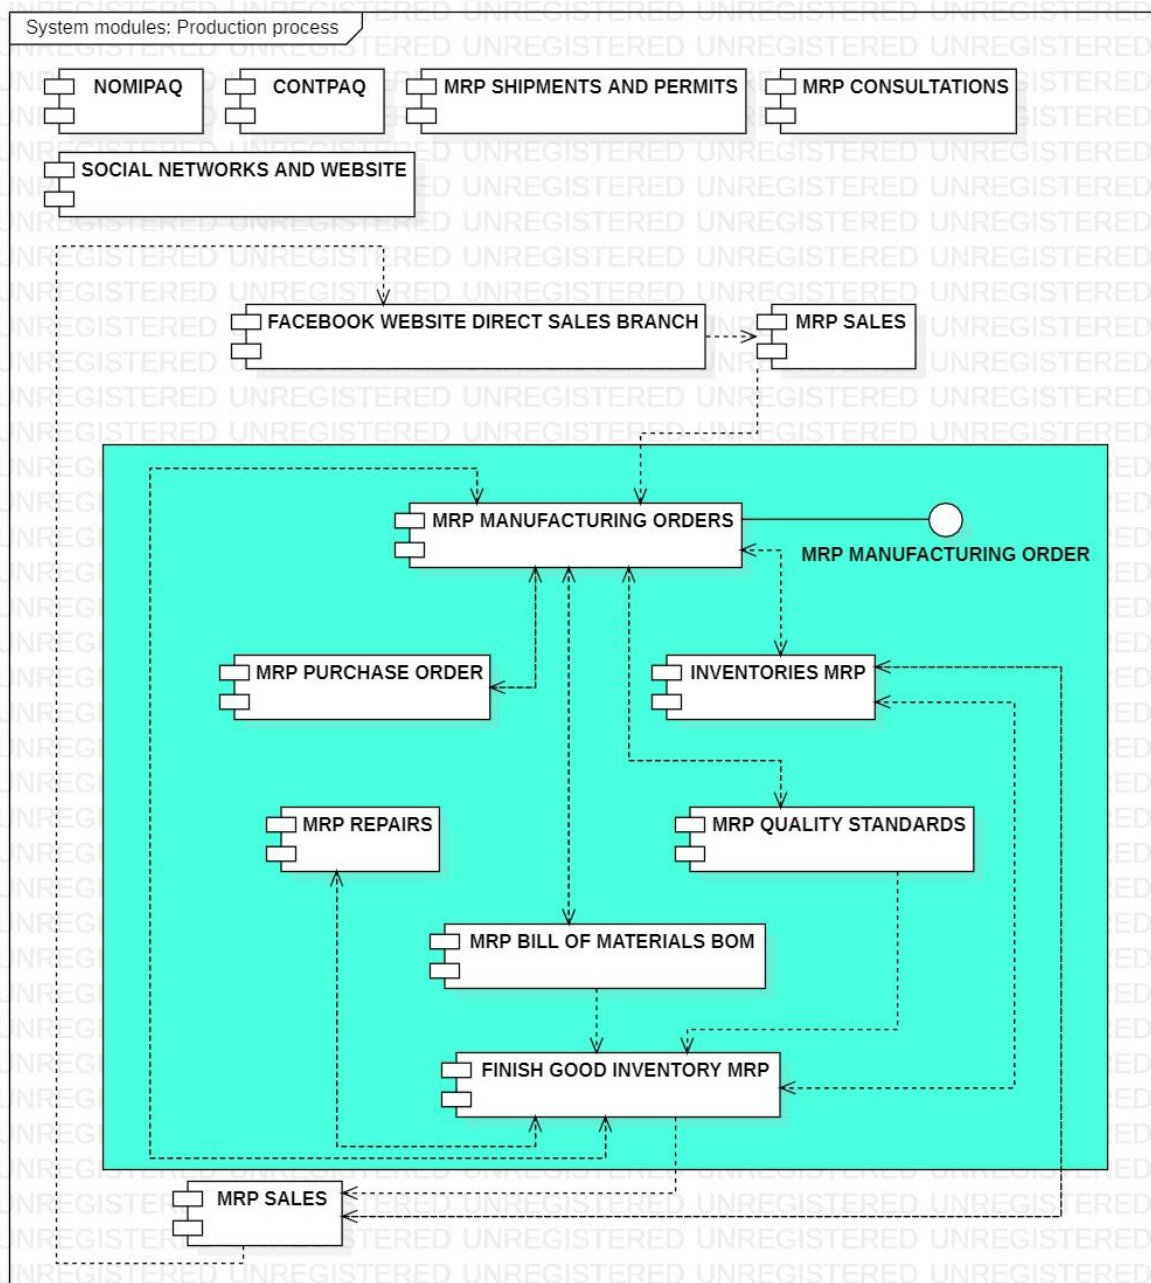 System modules: Production process
NOMIPAQ
CONTPAQ
MRP SHIPMENTS AND PERMITS
MRP CONSULTATIONS
SOCIAL NETWORKS AND WEBSITE
FACEBOOK WEBSITE DIRECT SALES BRANCH
MRP SALES
MRP MANUFACTURING ORDERS
MRP MANUFACTURING ORDER
MRP PURCHASE ORDER
INVENTORIES MRP
MRP REPAIRS
MRP QUALITY STANDARDS
MRP BILL OF MATERIALS BOM
FINISH GOOD INVENTORY MRP
MRP SALES
UNREGISTERED